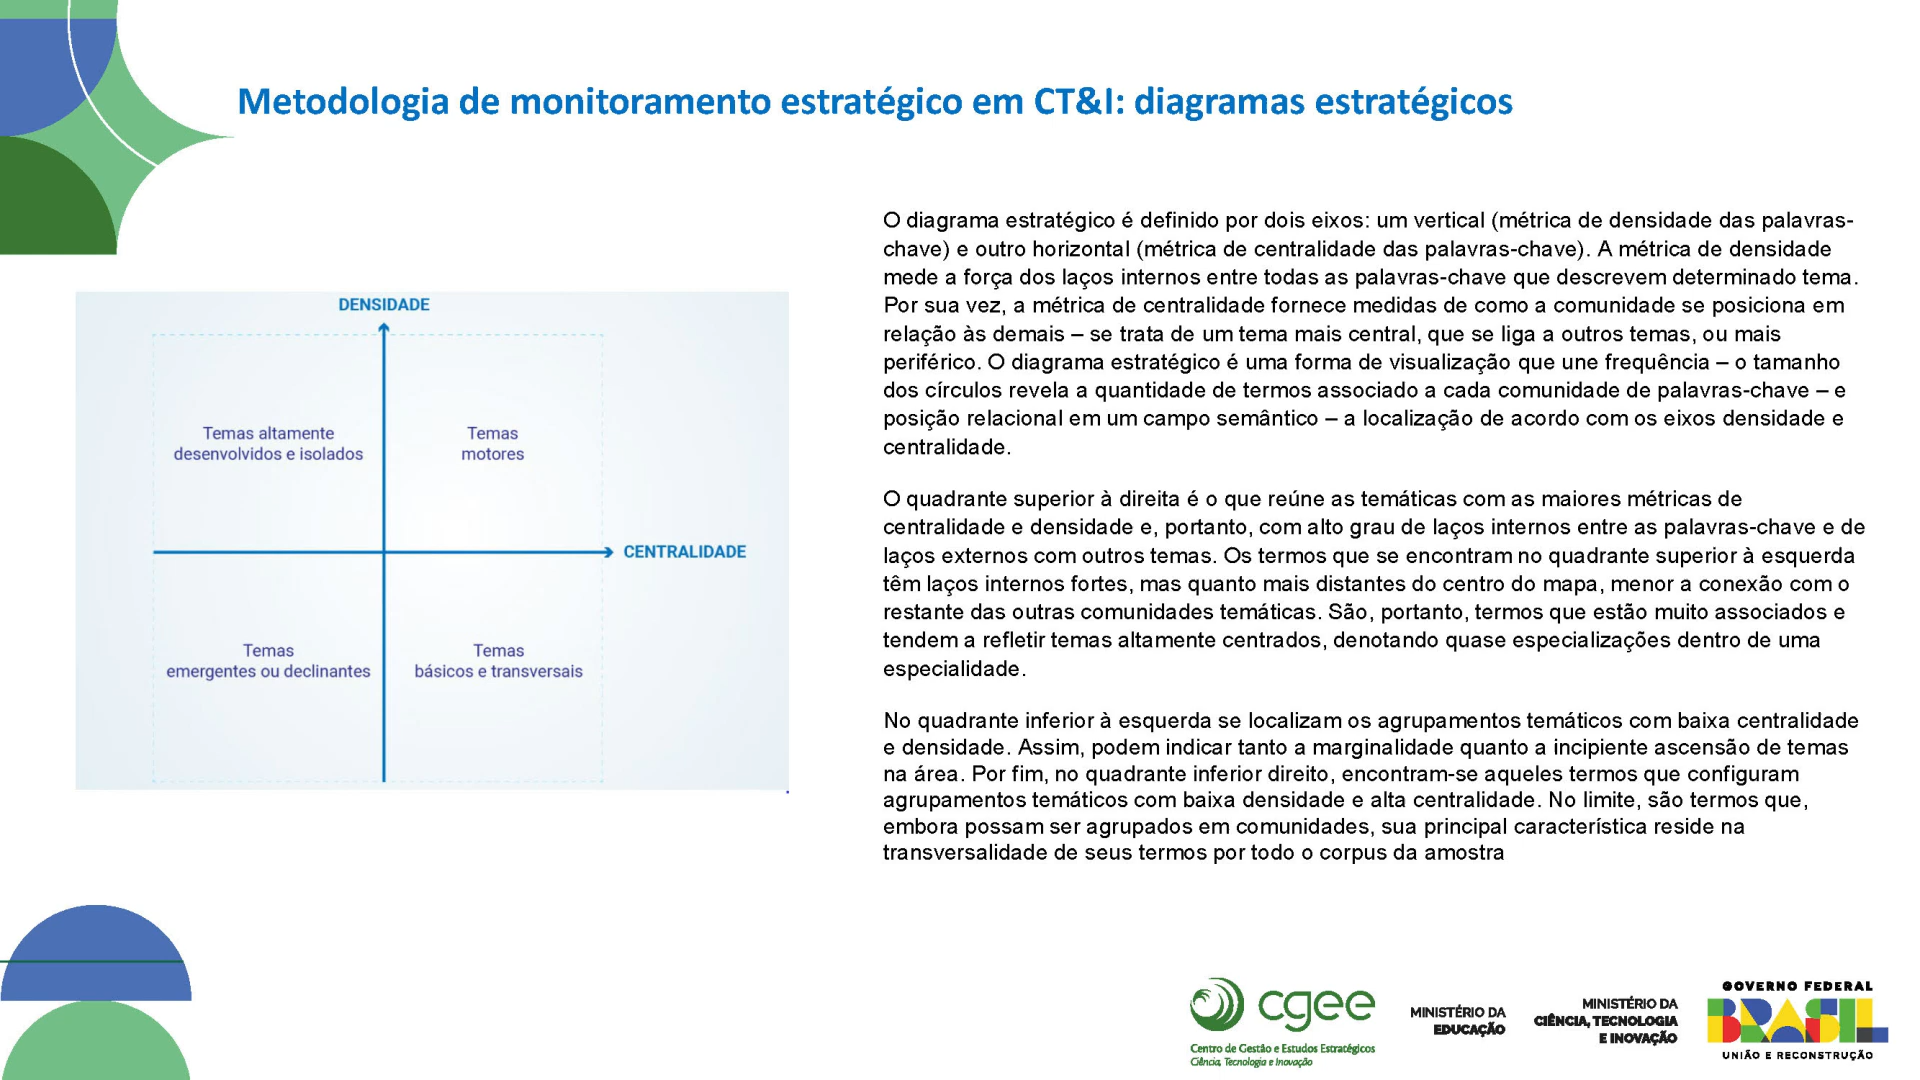 Metodologia de monitoramento estratégico em CT&I: diagramas estratégicos
DENSIDADE
Temas altamente
desenvolvidos e isolados
Temas
motores
CENTRALIDADE
Temas
emergentes ou declinantes
Temas
básicos e transversais
O diagrama estratégico é definido por dois eixos: um vertical (métrica de densidade das palavras-
chave) e outro horizontal (métrica de centralidade das palavras-chave). A métrica de densidade
mede a força dos laços internos entre todas as palavras-chave que descrevem determinado tema.
Por sua vez, a métrica de centralidade fornece medidas de como a comunidade se posiciona em
relação às demais – se trata de um tema mais central, que se liga a outros temas, ou mais
periférico. O diagrama estratégico é uma forma de visualização que une frequência – o tamanho
dos círculos revela a quantidade de termos associado a cada comunidade de palavras-chave – e
posição relacional em um campo semântico – a localização de acordo com os eixos densidade e
centralidade.
O quadrante superior à direita é o que reúne as temáticas com as maiores métricas de
centralidade e densidade e, portanto, com alto grau de laços internos entre as palavras-chave e de
laços externos com outros temas. Os termos que se encontram no quadrante superior à esquerda
têm laços internos fortes, mas quanto mais distantes do centro do mapa, menor a conexão com o
restante das outras comunidades temáticas. São, portanto, termos que estão muito associados e
tendem a refletir temas altamente centrados, denotando quase especializações dentro de uma
especialidade.
No quadrante inferior à esquerda se localizam os agrupamentos temáticos com baixa centralidade
e densidade. Assim, podem indicar tanto a marginalidade quanto a incipiente ascensão de temas
na área. Por fim, no quadrante inferior direito, encontram-se aqueles termos que configuram
agrupamentos temáticos com baixa densidade e alta centralidade. No limite, são termos que,
embora possam ser agrupados em comunidades, sua principal característica reside na
transversalidade de seus termos por todo o corpus da amostra
cgee
Centro de Gestão e Estudos Estratégicos
Ciência, Tecnologia e Inovação
MINISTÉRIO DA
EDUCAÇÃO
MINISTÉRIO DA
CIÊNCIA, TECNOLOGIA
E INOVAÇÃO
GOVERNO FEDERAL
BRASIL
UNIÃO E RECONSTRUÇÃO